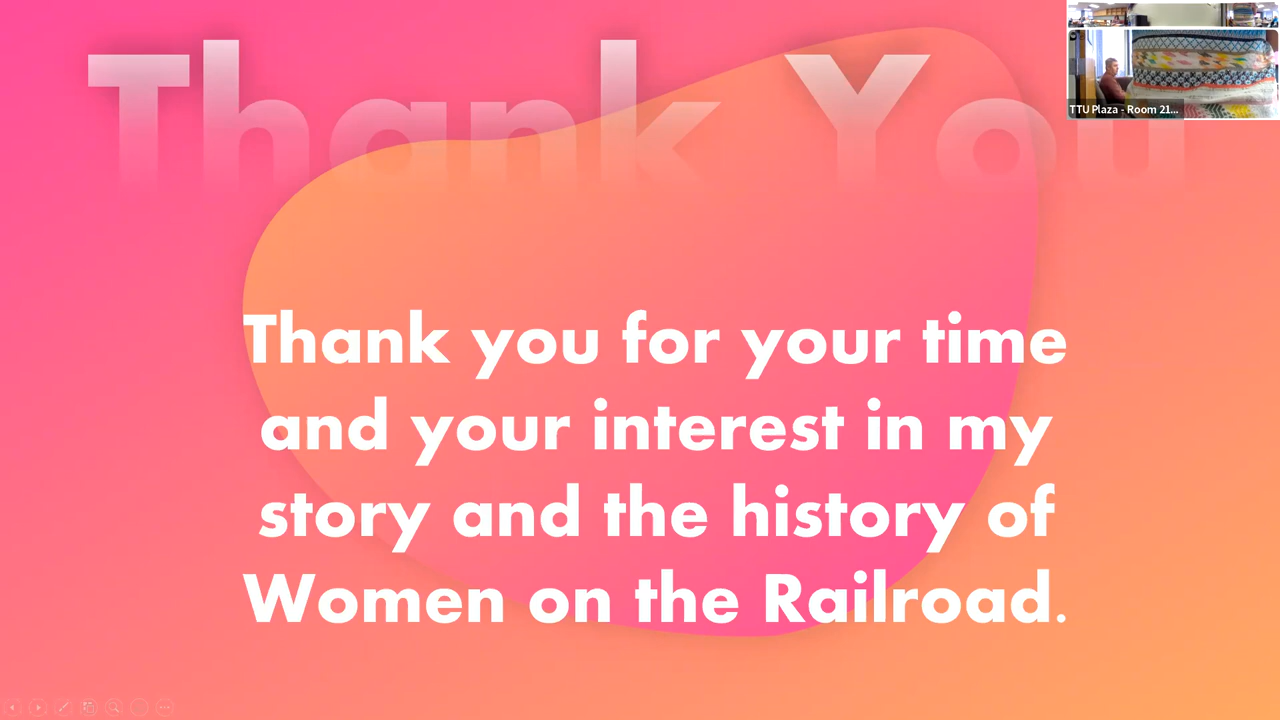 Thank You
TTU Plaza - Room 21...
Thank you for your time
and your interest in my
story and the history of
Women on the Railroad.